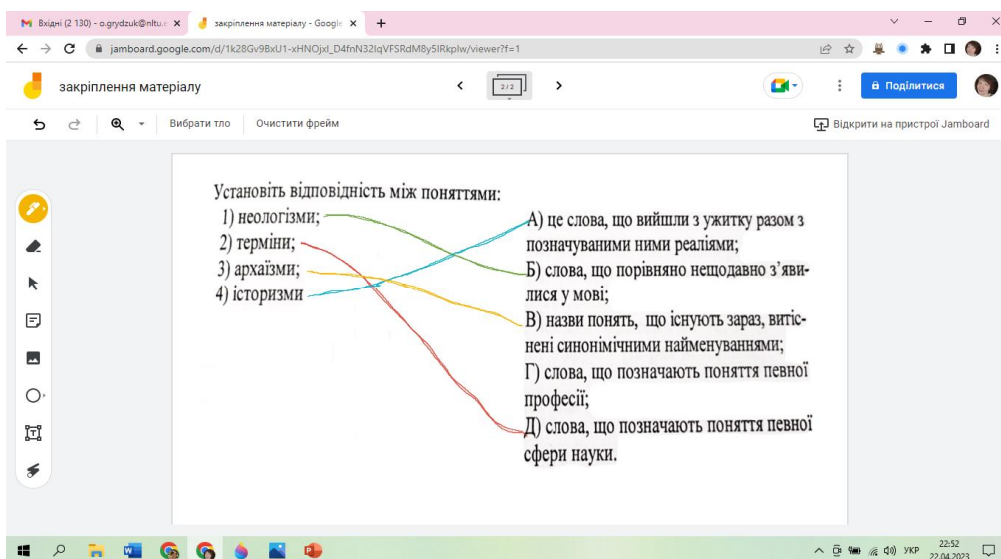 Вхідні (2 130) - o.grydzuk@nltu.e
закріплення матеріалу - Google
jamboard.google.com/d/1k28Gv9BxU1-xHNOjxl_D4fnN32IqVFSRdM8y5IRkpIw/viewer?f=1
закріплення матеріалу
2/2
Поділитися
Вибрати тло
Очистити фрейм
Відкрити на пристрої Jamboard
Установіть відповідність між поняттями:
1) неологізми;
2) терміни;
3) архаїзми;
4) історизми
А) це слова, що вийшли з ужитку разом з
позначуваними ними реаліями;
Б) слова, що порівняно нещодавно з’яви-
лися у мові;
В) назви понять, що існують зараз, витіс-
нені синонімічними найменуваннями;
Г) слова, що позначають поняття певної
професії;
Д) слова, що позначають поняття певної
сфери науки.
УКР
22:52
22.04.2023